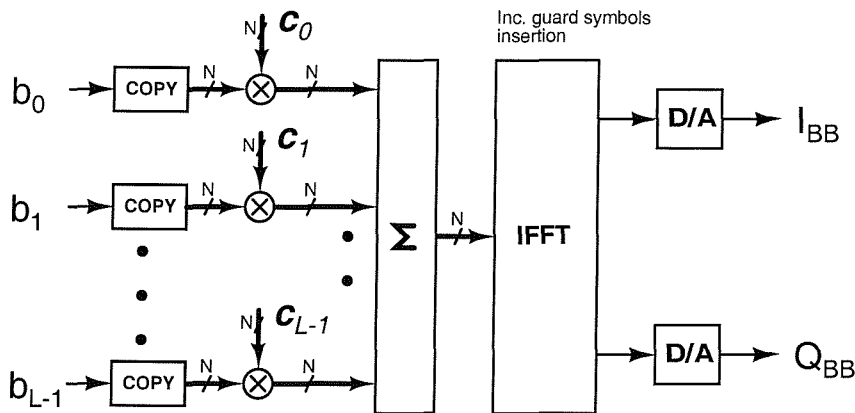 Inc. guard symbols
insertion
N c0
b0 COPY N N
D/A IBB
N c1
b1 COPY N N
Σ N IFFT
N cL-1
bL-1 COPY N N
D/A QBB